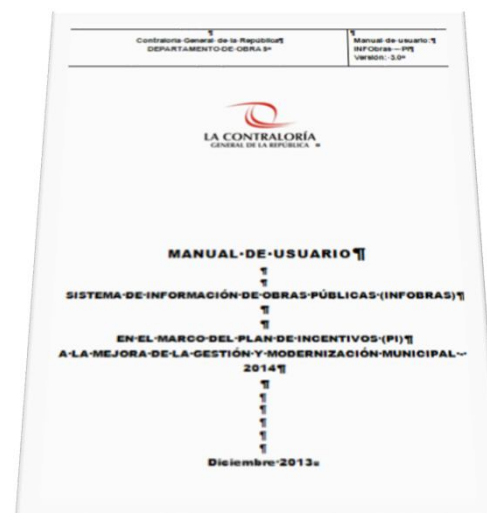 Contraloría General de la República¶
DEPARTAMENTO DE OBRAS
Manual de usuario:¶
INFObras – PI¶
Versión: 3.0
LA CONTRALORÍA
GENERAL DE LA REPÚBLICA
MANUAL·DE·USUARIO¶
¶
¶
SISTEMA·DE·INFORMACIÓN·DE·OBRAS·PÚBLICAS·(INFOBRAS)¶
¶
¶
EN·EL·MARCO·DEL·PLAN·DE·INCENTIVOS·(PI)¶
A·LA·MEJORA·DE·LA·GESTIÓN·Y·MODERNIZACIÓN·MUNICIPAL·-·
2014¶
¶
¶
¶
¶
¶
¶
Diciembre·2013